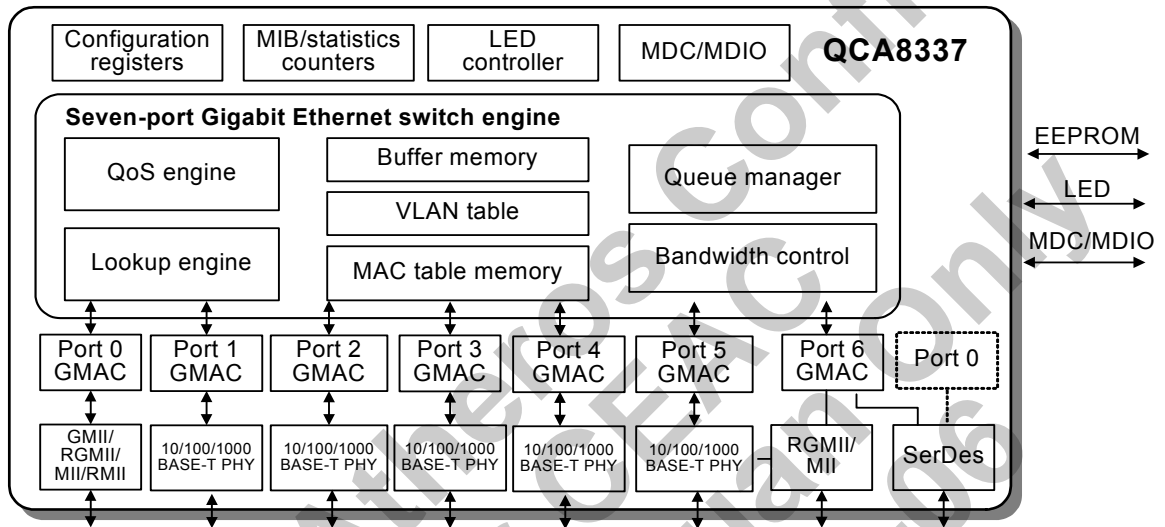 Configuration
registers
MIB/statistics
counters
LED
controller
MDC/MDIO
QCA8337
Seven-port Gigabit Ethernet switch engine
QoS engine
Buffer memory
Queue manager
VLAN table
Lookup engine
MAC table memory
Bandwidth control
EEPROM
LED
MDC/MDIO
Port 0
GMAC
Port 1
GMAC
Port 2
GMAC
Port 3
GMAC
Port 4
GMAC
Port 5
GMAC
Port 6
GMAC
Port 0
GMII/
RGMII/
MII/RMII
10/100/1000
BASE-T PHY
10/100/1000
BASE-T PHY
10/100/1000
BASE-T PHY
10/100/1000
BASE-T PHY
10/100/1000
BASE-T PHY
RGMII/
MII
SerDes
Atheros Confi
CEAC
Only